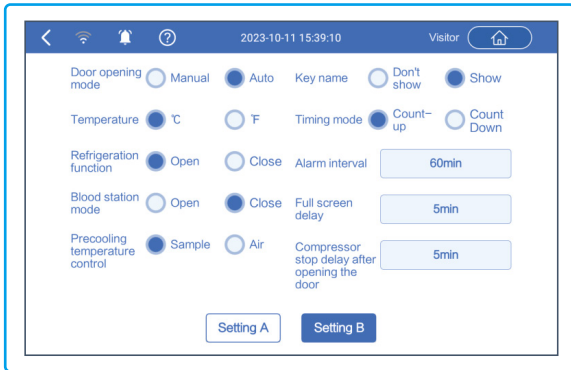 2023-10-11 15:39:10
Visitor
Door opening
mode
Manual
Auto
Key name
Don't
show
Show
Temperature
℃
℉
Timing mode
Count-
up
Count
Down
Refrigeration
function
Open
Close
Alarm interval
60min
Blood station
mode
Open
Close
Full screen
delay
5min
Precooling
temperature
control
Sample
Air
Compressor
stop delay after
opening the
door
5min
Setting A
Setting B